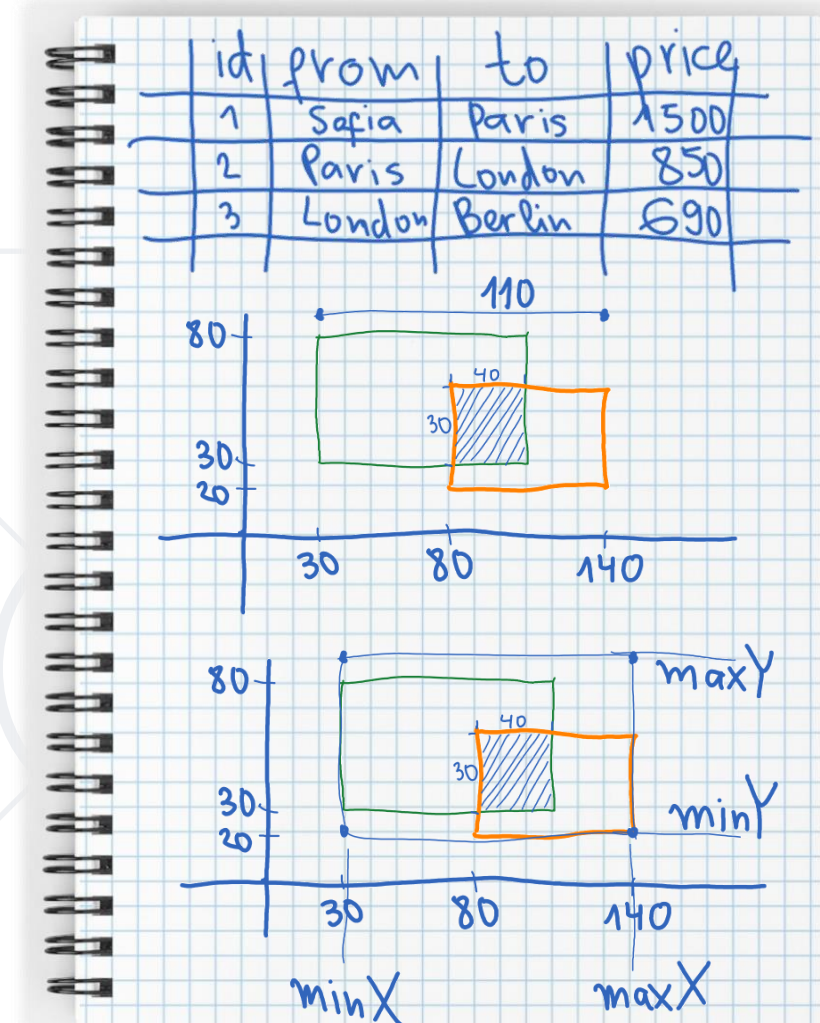 id from to price
1 Sofia Paris 1500
2 Paris London 850
3 London Berlin 690
110
80
40
30
30
20
30 80 140
80
maxY
40
30
30
minY
20
30 80 140
minX maxX